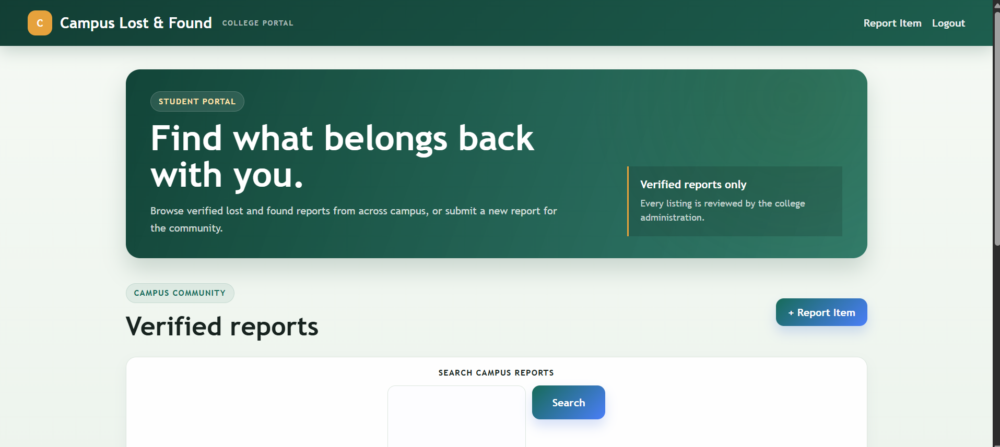 C
Campus Lost & Found
COLLEGE PORTAL
Report Item
Logout
STUDENT PORTAL
Find what belongs back
with you.
Browse verified lost and found reports from across campus, or submit a new report for
the community.
Verified reports only
Every listing is reviewed by the college
administration.
CAMPUS COMMUNITY
Verified reports
+ Report Item
SEARCH CAMPUS REPORTS
Search